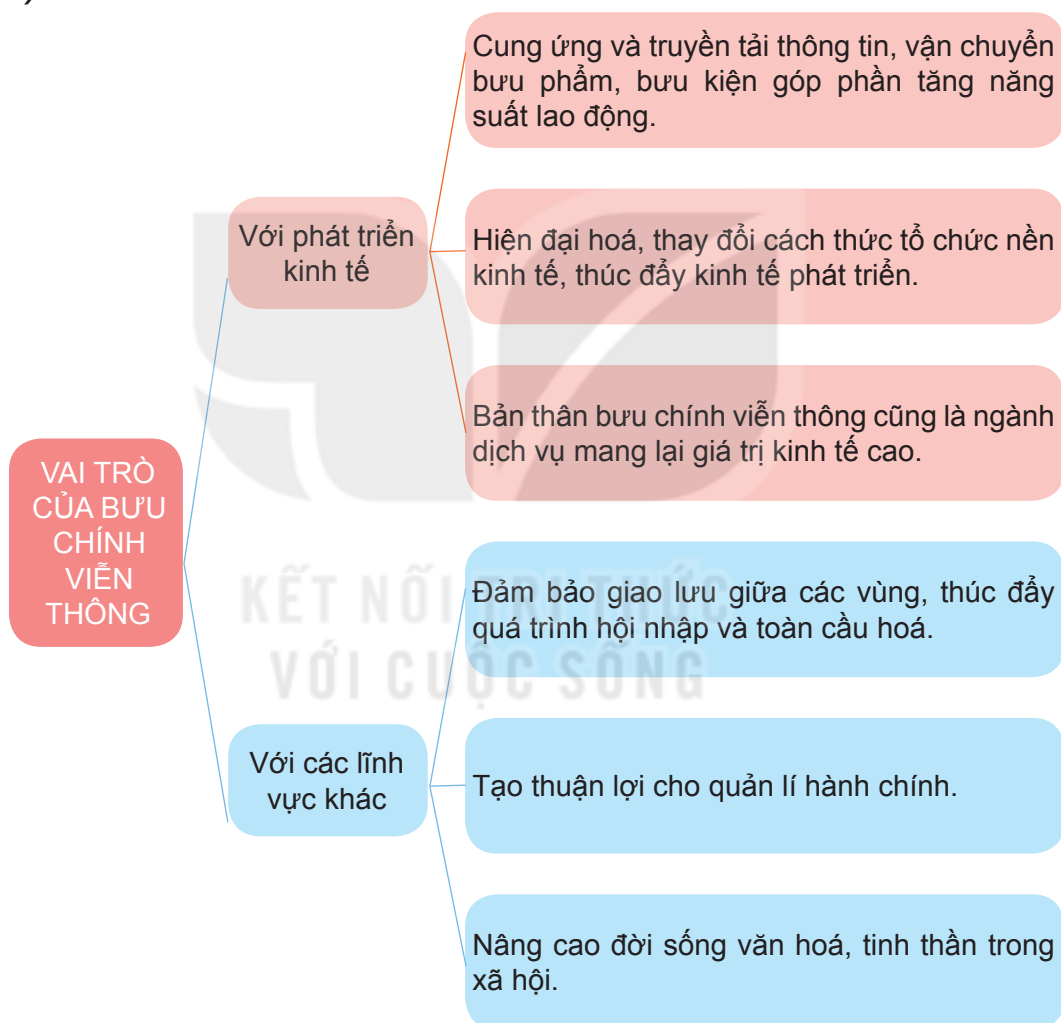 VAI TRÒ
CỦA BƯU
CHÍNH
VIỄN
THÔNG
Với phát triển
kinh tế
Cung ứng và truyền tải thông tin, vận chuyển
bưu phẩm, bưu kiện góp phần tăng năng
suất lao động.
Hiện đại hoá, thay đổi cách thức tổ chức nền
kinh tế, thúc đẩy kinh tế phát triển.
Bản thân bưu chính viễn thông cũng là ngành
dịch vụ mang lại giá trị kinh tế cao.
Với các lĩnh
vực khác
Đảm bảo giao lưu giữa các vùng, thúc đẩy
quá trình hội nhập và toàn cầu hoá.
Tạo thuận lợi cho quản lí hành chính.
Nâng cao đời sống văn hoá, tinh thần trong
xã hội.
KẾT NỐI TRI THỨC
VỚI CUỘC SỐNG